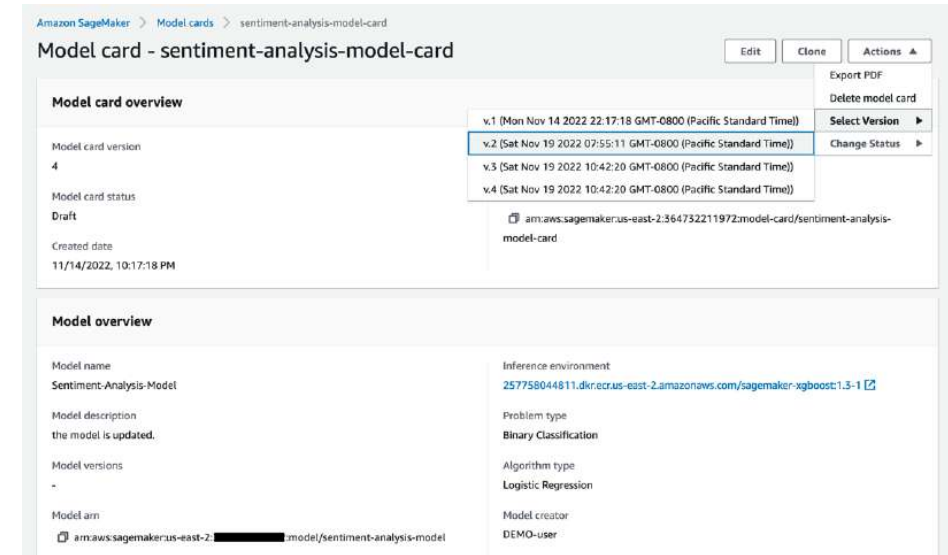 Amazon SageMaker > Model cards > sentiment-analysis-model-card
Model card - sentiment-analysis-model-card
Edit
Clone
Actions ▲
Export PDF
Delete model card
Select Version ▶
Change Status ▶
v.1 (Mon Nov 14 2022 22:17:18 GMT-0800 (Pacific Standard Time))
v.2 (Sat Nov 19 2022 07:55:11 GMT-0800 (Pacific Standard Time))
v.3 (Sat Nov 19 2022 10:42:20 GMT-0800 (Pacific Standard Time))
v.4 (Sat Nov 19 2022 10:42:20 GMT-0800 (Pacific Standard Time))
Model card overview
Model card version
4
Model card status
Draft
Created date
11/14/2022, 10:17:18 PM
arn:aws:sagemaker:us-east-2:364732211972:model-card/sentiment-analysis-
model-card
Model overview
Model name
Sentiment-Analysis-Model
Model description
the model is updated.
Model versions
-
Model arn
arn:aws:sagemaker:us-east-2: :model/sentiment-analysis-model
Inference environment
257758044811.dkr.ecr.us-east-2.amazonaws.com/sagemaker-xgboost:1.3-1
Problem type
Binary Classification
Algorithm type
Logistic Regression
Model creator
DEMO-user